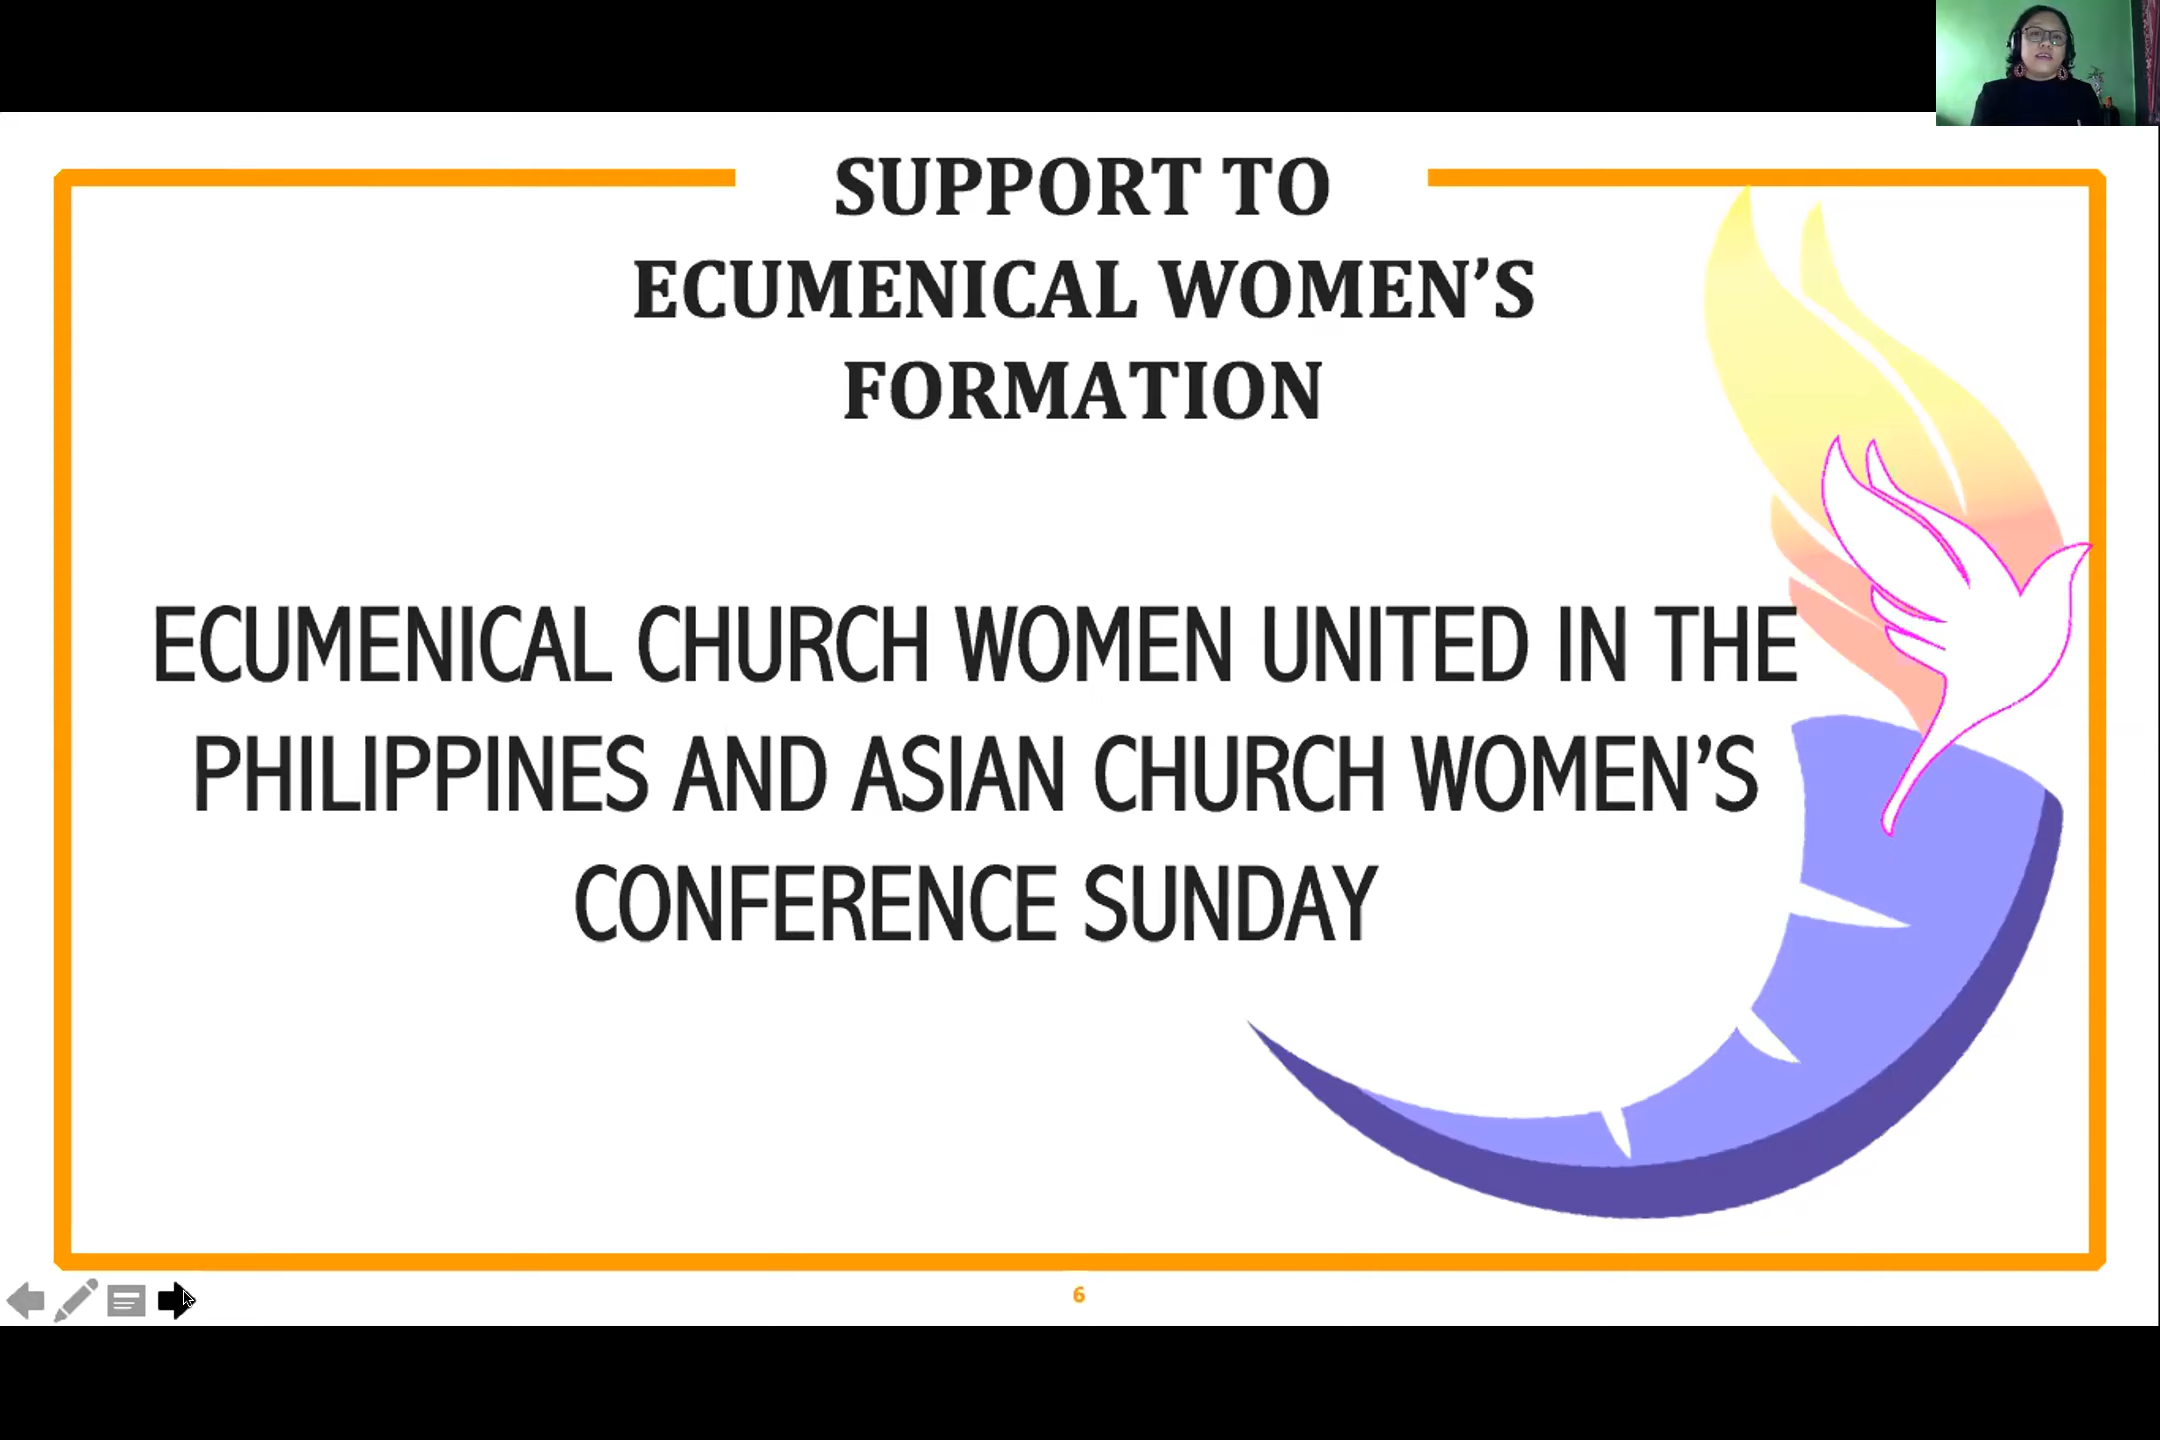 SUPPORT TO
ECUMENICAL WOMEN’S
FORMATION
ECUMENICAL CHURCH WOMEN UNITED IN THE
PHILIPPINES AND ASIAN CHURCH WOMEN’S
CONFERENCE SUNDAY
6